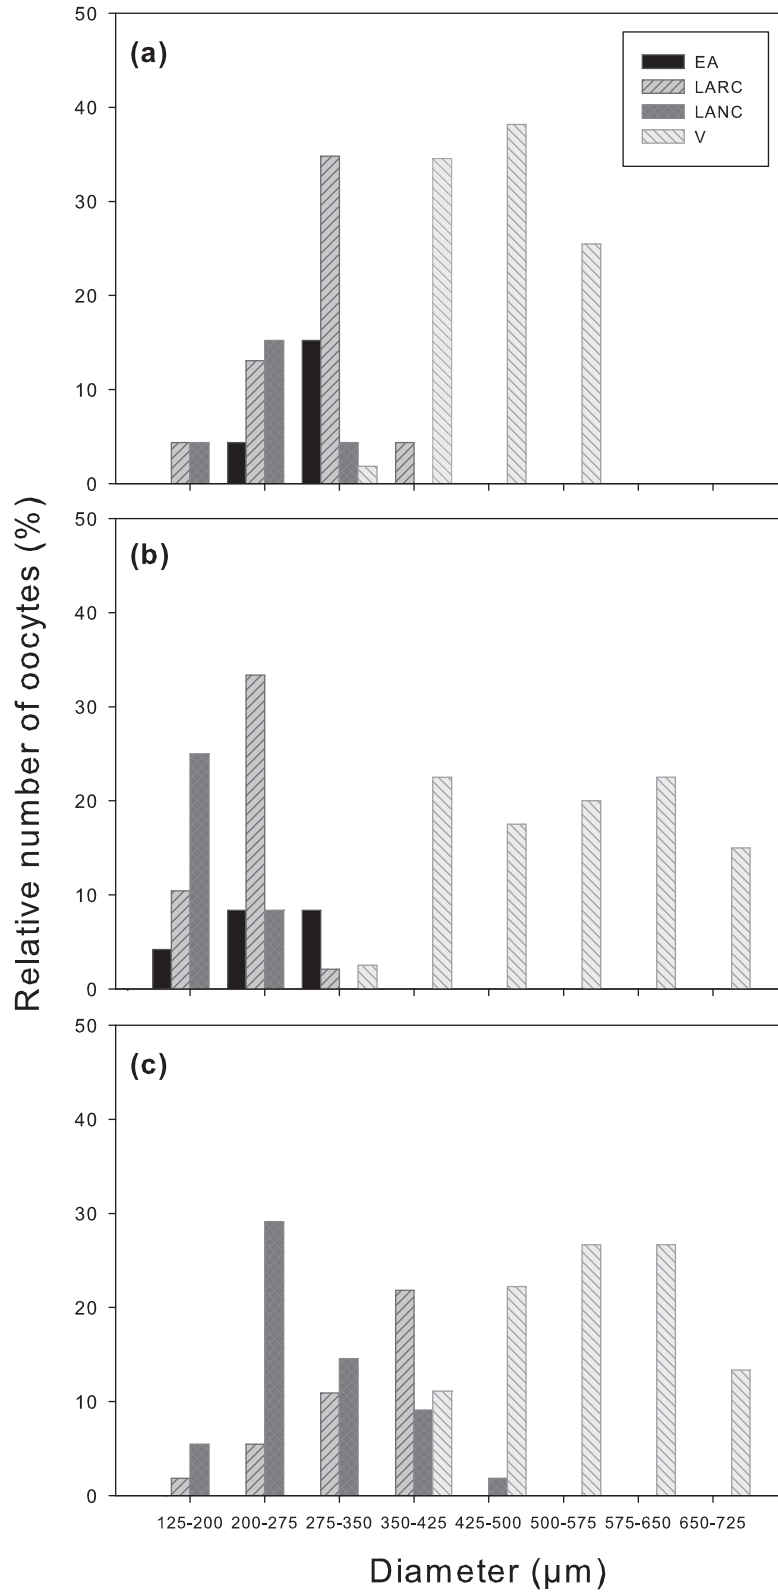 50
(a)
EA
LARC
LANC
V
40
30
20
10
0
50
(b)
40
30
20
10
0
50
(c)
40
30
20
10
0
Relative number of oocytes (%)
125-200 200-275 275-350 350-425 425-500 500-575 575-650 650-725
Diameter (µm)